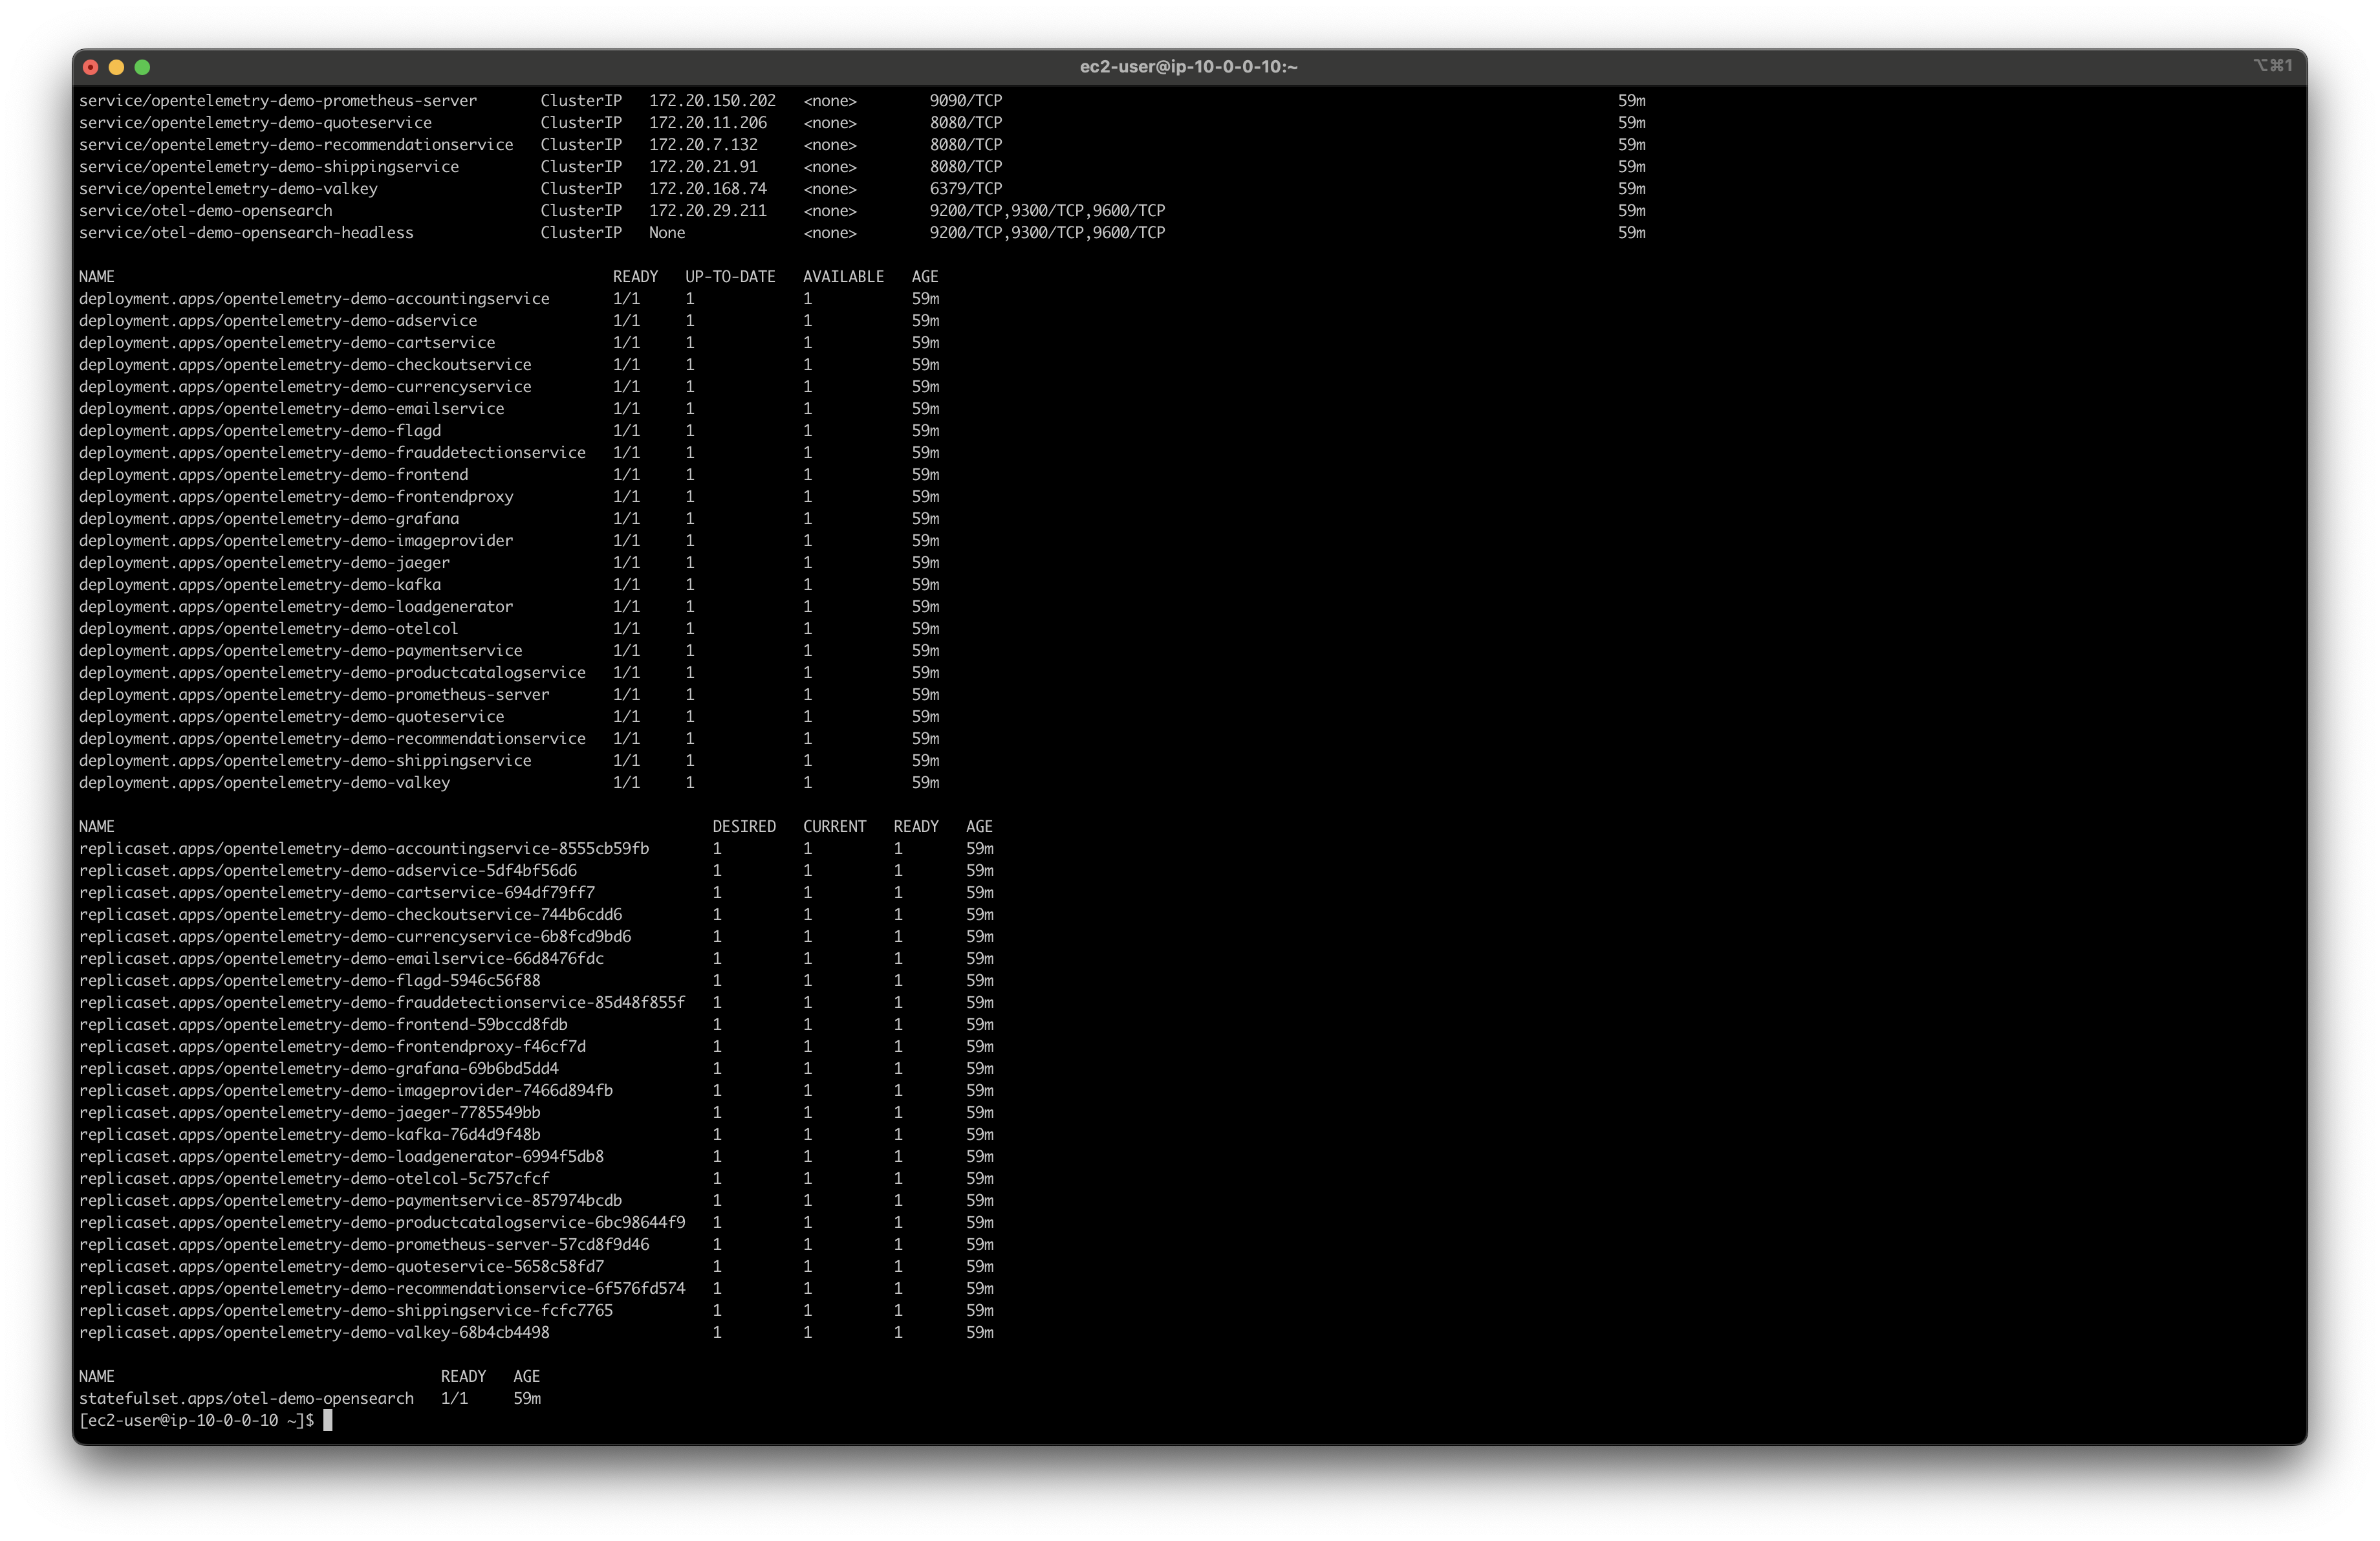 ec2-user@ip-10-0-0-10:~ ⌥⌘1
service/opentelemetry-demo-prometheus-server ClusterIP 172.20.150.202 <none> 9090/TCP 59m
service/opentelemetry-demo-quoteservice ClusterIP 172.20.11.206 <none> 8080/TCP 59m
service/opentelemetry-demo-recommendationservice ClusterIP 172.20.7.132 <none> 8080/TCP 59m
service/opentelemetry-demo-shippingservice ClusterIP 172.20.21.91 <none> 8080/TCP 59m
service/opentelemetry-demo-valkey ClusterIP 172.20.168.74 <none> 6379/TCP 59m
service/otel-demo-opensearch ClusterIP 172.20.29.211 <none> 9200/TCP,9300/TCP,9600/TCP 59m
service/otel-demo-opensearch-headless ClusterIP None <none> 9200/TCP,9300/TCP,9600/TCP 59m
NAME READY UP-TO-DATE AVAILABLE AGE
deployment.apps/opentelemetry-demo-accountingservice 1/1 1 1 59m
deployment.apps/opentelemetry-demo-adservice 1/1 1 1 59m
deployment.apps/opentelemetry-demo-cartservice 1/1 1 1 59m
deployment.apps/opentelemetry-demo-checkoutservice 1/1 1 1 59m
deployment.apps/opentelemetry-demo-currencyservice 1/1 1 1 59m
deployment.apps/opentelemetry-demo-emailservice 1/1 1 1 59m
deployment.apps/opentelemetry-demo-flagd 1/1 1 1 59m
deployment.apps/opentelemetry-demo-frauddetectionservice 1/1 1 1 59m
deployment.apps/opentelemetry-demo-frontend 1/1 1 1 59m
deployment.apps/opentelemetry-demo-frontendproxy 1/1 1 1 59m
deployment.apps/opentelemetry-demo-grafana 1/1 1 1 59m
deployment.apps/opentelemetry-demo-imageprovider 1/1 1 1 59m
deployment.apps/opentelemetry-demo-jaeger 1/1 1 1 59m
deployment.apps/opentelemetry-demo-kafka 1/1 1 1 59m
deployment.apps/opentelemetry-demo-loadgenerator 1/1 1 1 59m
deployment.apps/opentelemetry-demo-otelcol 1/1 1 1 59m
deployment.apps/opentelemetry-demo-paymentservice 1/1 1 1 59m
deployment.apps/opentelemetry-demo-productcatalogservice 1/1 1 1 59m
deployment.apps/opentelemetry-demo-prometheus-server 1/1 1 1 59m
deployment.apps/opentelemetry-demo-quoteservice 1/1 1 1 59m
deployment.apps/opentelemetry-demo-recommendationservice 1/1 1 1 59m
deployment.apps/opentelemetry-demo-shippingservice 1/1 1 1 59m
deployment.apps/opentelemetry-demo-valkey 1/1 1 1 59m
NAME DESIRED CURRENT READY AGE
replicaset.apps/opentelemetry-demo-accountingservice-8555cb59fb 1 1 1 59m
replicaset.apps/opentelemetry-demo-adservice-5df4bf56d6 1 1 1 59m
replicaset.apps/opentelemetry-demo-cartservice-694df79ff7 1 1 1 59m
replicaset.apps/opentelemetry-demo-checkoutservice-744b6cdd6 1 1 1 59m
replicaset.apps/opentelemetry-demo-currencyservice-6b8fcd9bd6 1 1 1 59m
replicaset.apps/opentelemetry-demo-emailservice-66d8476fdc 1 1 1 59m
replicaset.apps/opentelemetry-demo-flagd-5946c56f88 1 1 1 59m
replicaset.apps/opentelemetry-demo-frauddetectionservice-85d48f855f 1 1 1 59m
replicaset.apps/opentelemetry-demo-frontend-59bccd8fdb 1 1 1 59m
replicaset.apps/opentelemetry-demo-frontendproxy-f46cf7d 1 1 1 59m
replicaset.apps/opentelemetry-demo-grafana-69b6bd5dd4 1 1 1 59m
replicaset.apps/opentelemetry-demo-imageprovider-7466d894fb 1 1 1 59m
replicaset.apps/opentelemetry-demo-jaeger-7785549bb 1 1 1 59m
replicaset.apps/opentelemetry-demo-kafka-76d4d9f48b 1 1 1 59m
replicaset.apps/opentelemetry-demo-loadgenerator-6994f5db8 1 1 1 59m
replicaset.apps/opentelemetry-demo-otelcol-5c757cfcf 1 1 1 59m
replicaset.apps/opentelemetry-demo-paymentservice-857974bcdb 1 1 1 59m
replicaset.apps/opentelemetry-demo-productcatalogservice-6bc98644f9 1 1 1 59m
replicaset.apps/opentelemetry-demo-prometheus-server-57cd8f9d46 1 1 1 59m
replicaset.apps/opentelemetry-demo-quoteservice-5658c58fd7 1 1 1 59m
replicaset.apps/opentelemetry-demo-recommendationservice-6f576fd574 1 1 1 59m
replicaset.apps/opentelemetry-demo-shippingservice-fcfc7765 1 1 1 59m
replicaset.apps/opentelemetry-demo-valkey-68b4cb4498 1 1 1 59m
NAME READY AGE
statefulset.apps/otel-demo-opensearch 1/1 59m
[ec2-user@ip-10-0-0-10 ~]$